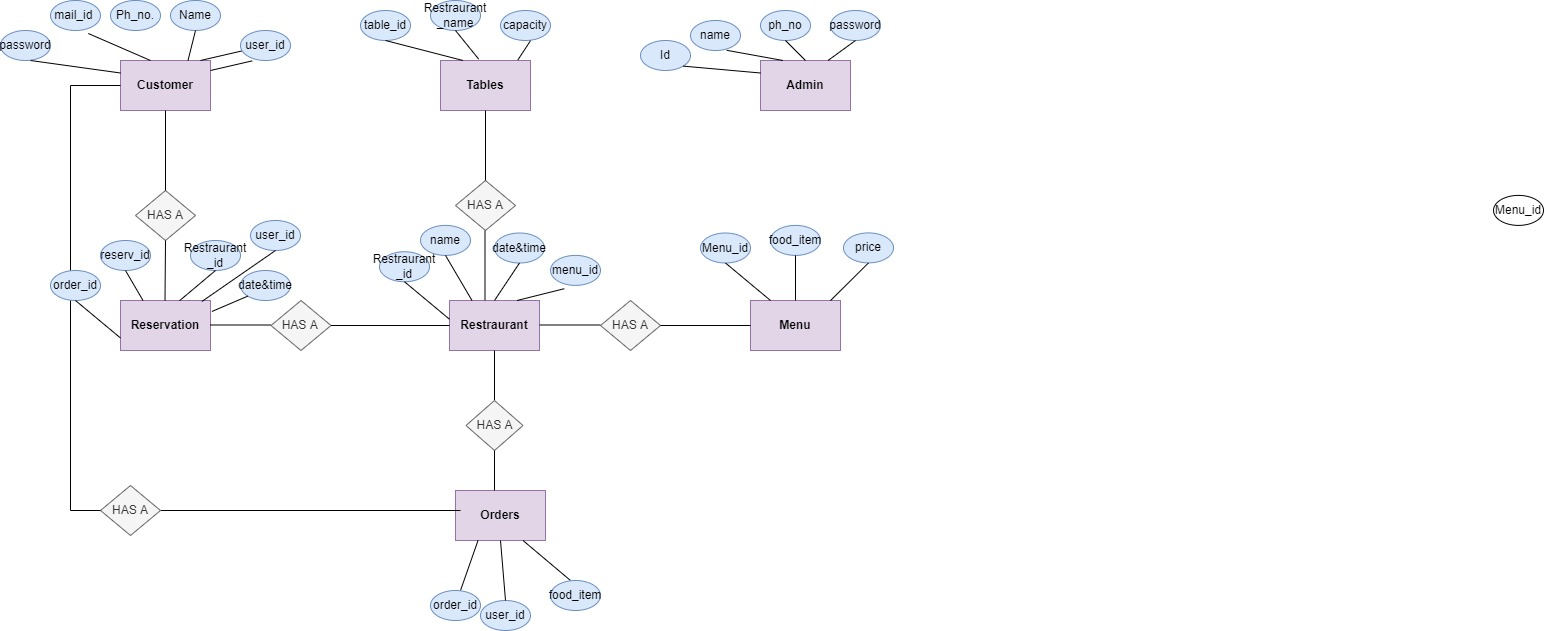 mail_id
Ph_no.
Name
password
user_id
Customer
Restraurant
_name
table_id
capacity
Tables
name
ph_no
password
Id
Admin
HAS A
HAS A
Menu_id
reserv_id
Restraurant
_id
user_id
order_id
date&time
Reservation
HAS A
name
Restraurant
_id
date&time
menu_id
Restraurant
HAS A
Menu_id
food_item
price
Menu
HAS A
HAS A
Orders
order_id
user_id
food_item